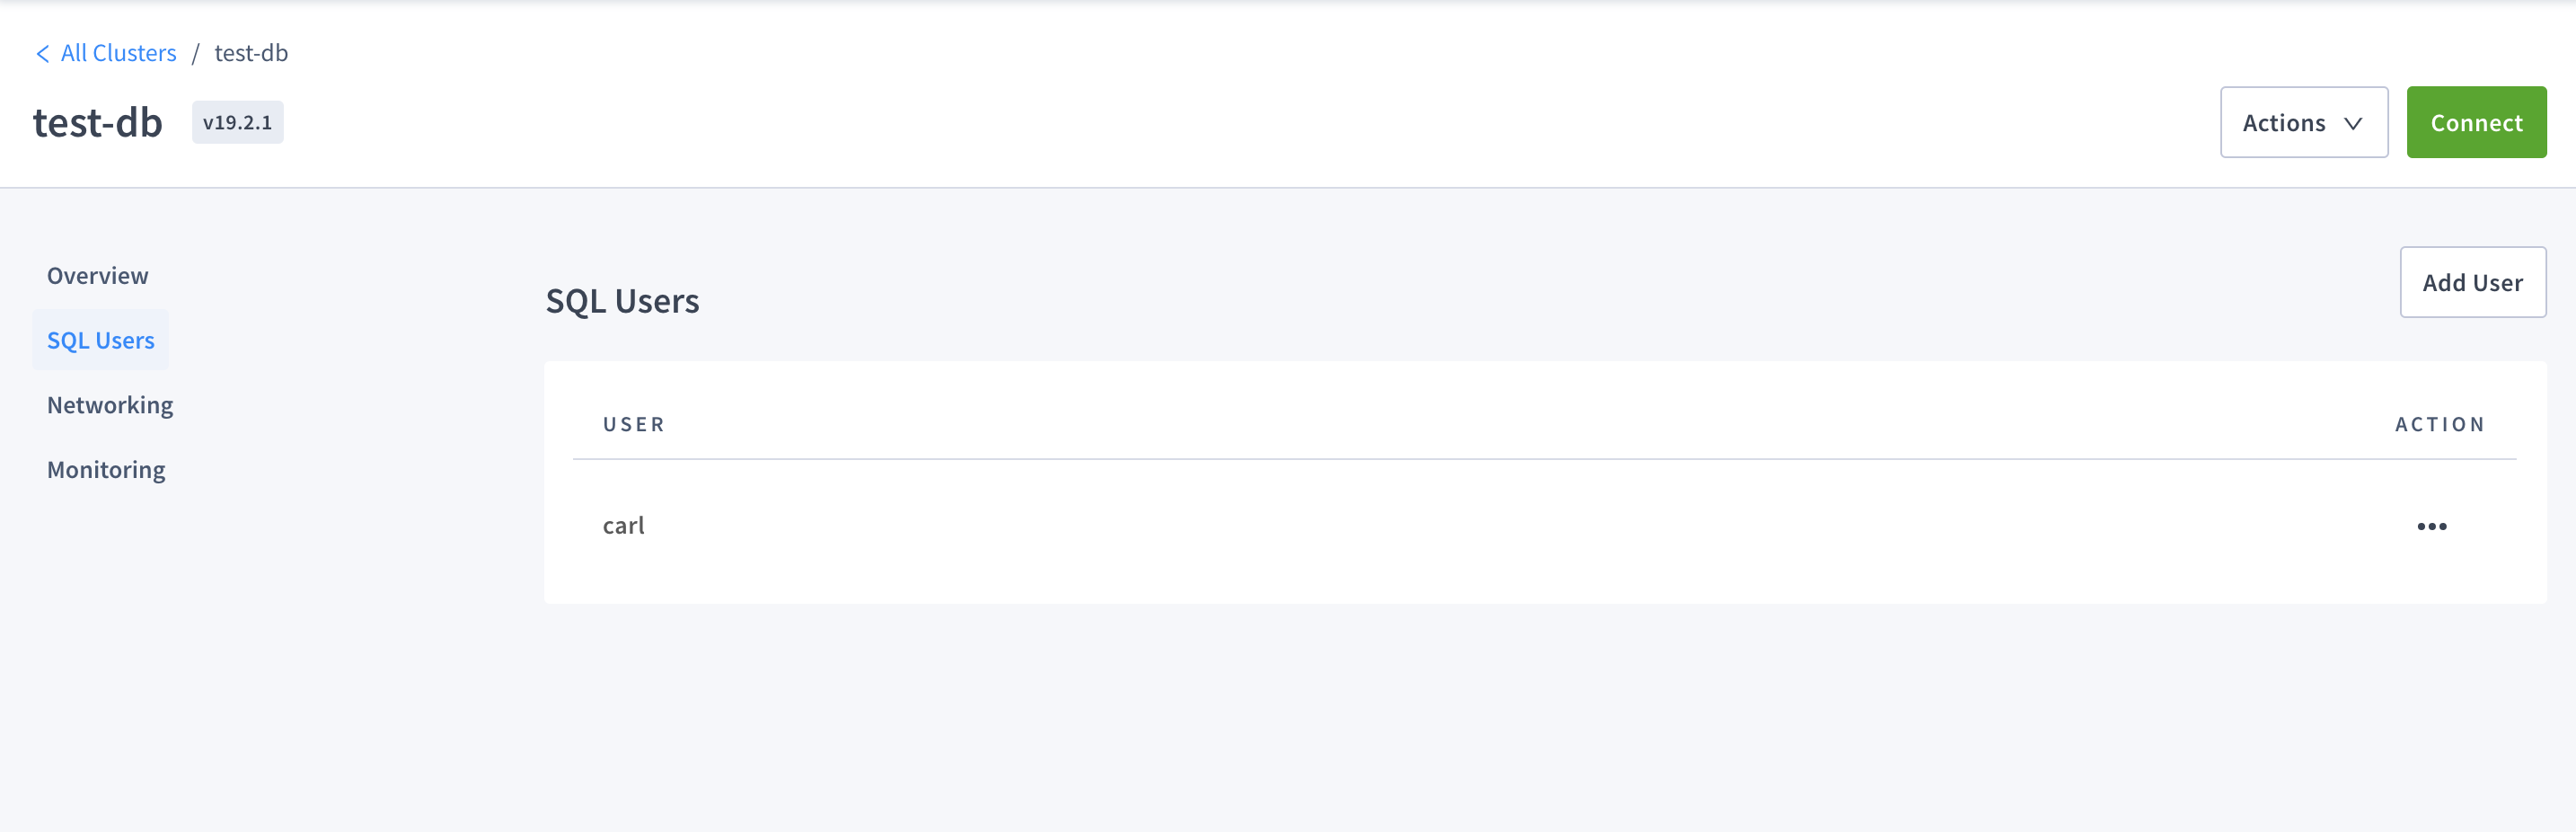 < All Clusters / test-db
test-db v19.2.1
Actions
Connect
Overview
SQL Users
Networking
Monitoring
SQL Users
Add User
USER ACTION
carl •••